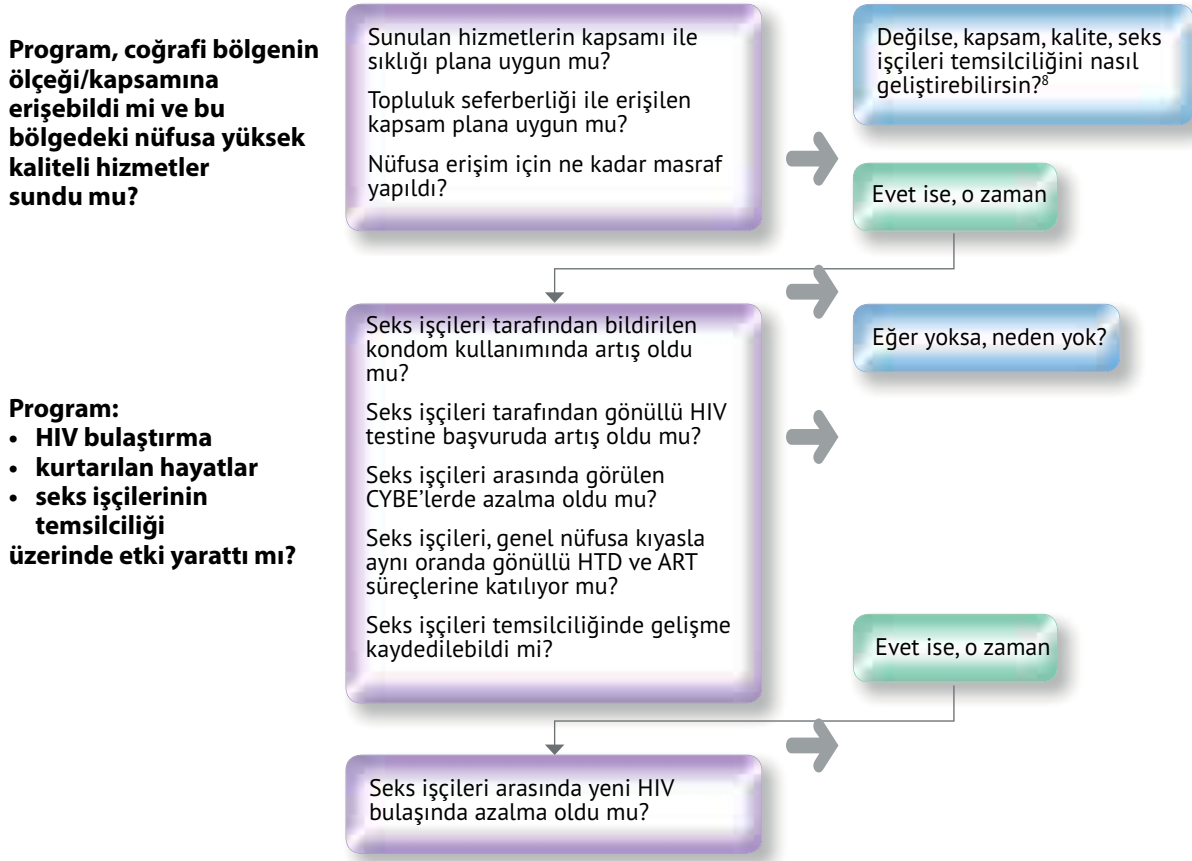 Program, coğrafi bölgenin
ölçeği/kapsamına
erişebildi mi ve bu
bölgedeki nüfusa yüksek
kaliteli hizmetler
sundu mu?
Sunulan hizmetlerin kapsamı ile
sıklığı plana uygun mu?
Topluluk seferberliği ile erişilen
kapsam plana uygun mu?
Nüfusa erişim için ne kadar masraf
yapıldı?
Değilse, kapsam, kalite, seks
işçileri temsilciliğini nasıl
geliştirebilirsin?⁸
Evet ise, o zaman
Program:
• HIV bulaştırma
• kurtarılan hayatlar
• seks işçilerinin
temsilciliği
üzerinde etki yarattı mı?
Seks işçileri tarafından bildirilen
kondom kullanımında artış oldu
mu?
Seks işçileri tarafından gönüllü HIV
testine başvuruda artış oldu mu?
Seks işçileri arasında görülen
CYBE’lerde azalma oldu mu?
Seks işçileri, genel nüfusa kıyasla
aynı oranda gönüllü HTD ve ART
süreçlerine katılıyor mu?
Seks işçileri temsilciliğinde gelişme
kaydedilebildi mi?
Eğer yoksa, neden yok?
Evet ise, o zaman
Seks işçileri arasında yeni HIV
bulaşında azalma oldu mu?